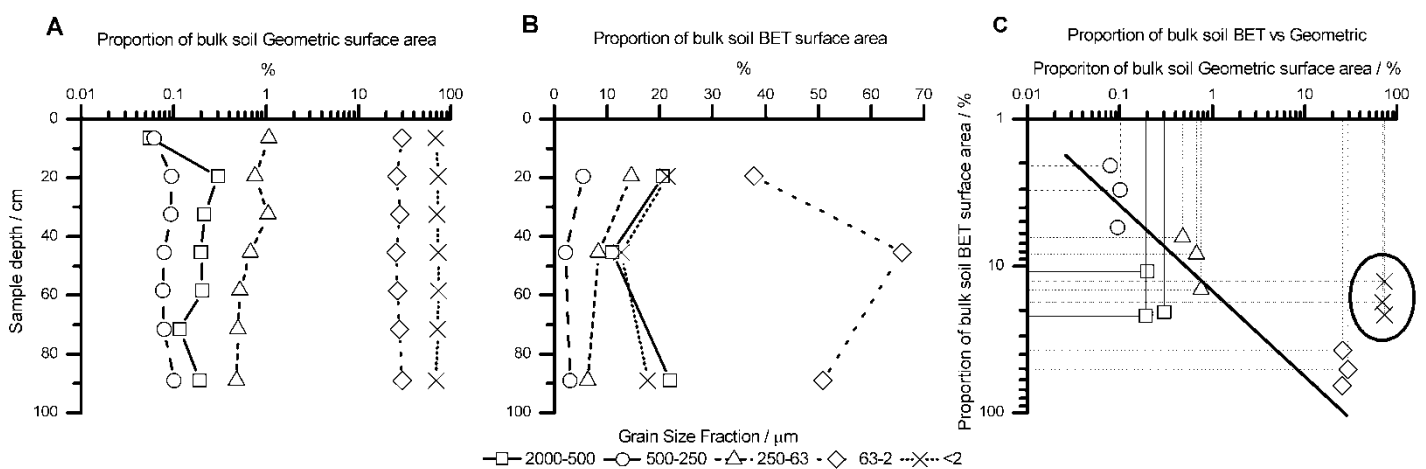 A
Proportion of bulk soil Geometric surface area
%
0.01 0.1 1 10 100
0
20
40
60
80
100
Sample depth / cm
B
Proportion of bulk soil BET surface area
%
0 10 20 30 40 50 60 70
0
20
40
60
80
100
C
Proportion of bulk soil BET vs Geometric
Proporiton of bulk soil Geometric surface area / %
0.01 0.1 1 10 100
1
10
100
Proportion of bulk soil BET surface area / %
Grain Size Fraction / μm
2000-500 500-250 250-63 63-2 <2